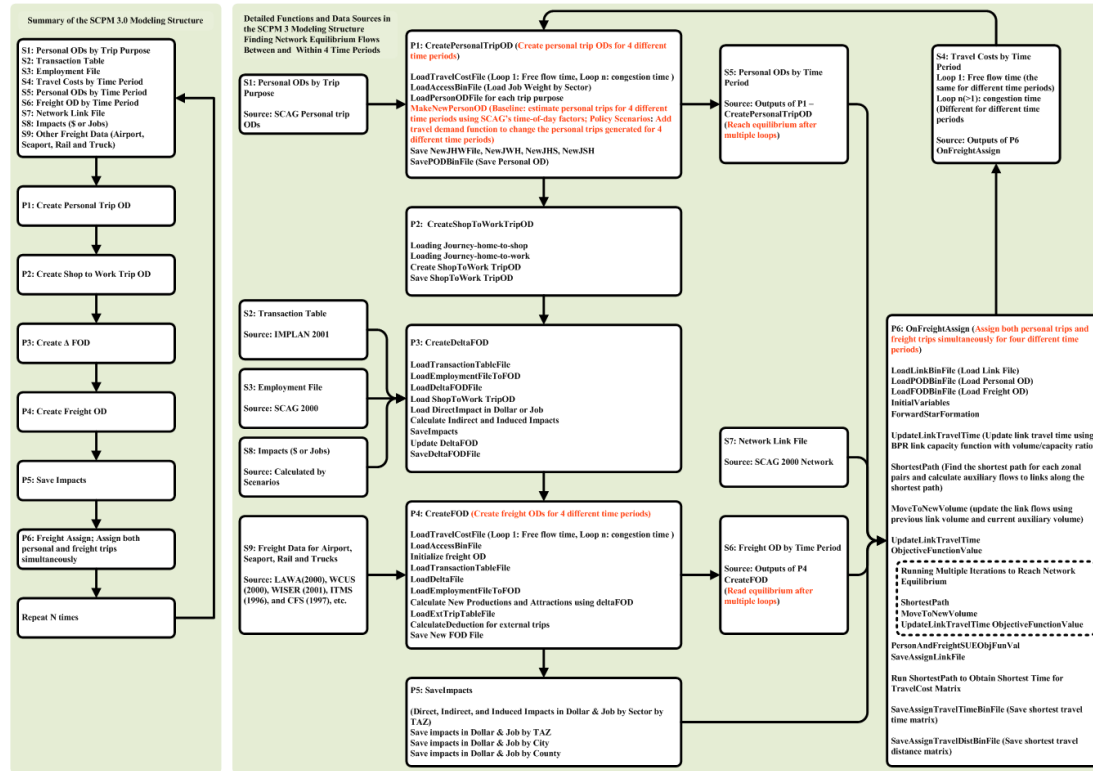 Summary of the SCPM 3.0 Modeling Structure
S1: Personal ODs by Trip Purpose
S2: Transaction Table
S3: Employment File
S4: Travel Costs by Time Period
S5: Personal ODs by Time Period
S6: Freight OD by Time Period
S7: Network Link File
S8: Impacts ($ or Jobs)
S9: Other Freight Data (Airport,
Seaport, Rail and Truck)
P1: Create Personal Trip OD
P2: Create Shop to Work Trip OD
P3: Create Δ FOD
P4: Create Freight OD
P5: Save Impacts
P6: Freight Assign; Assign both
personal and freight trips
simultaneously
Repeat N times
Detailed Functions and Data Sources in
the SCPM 3 Modeling Structure
Finding Network Equilibrium Flows
Between and Within 4 Time Periods
S1: Personal ODs by Trip
Purpose
Source: SCAG Personal trip
ODs
P1: CreatePersonalTripOD (Create personal trip ODs for 4 different
time periods)
LoadTravelCostFile (Loop 1: Free flow time, Loop n: congestion time )
LoadAccessBinFile (Load Job Weight by Sector)
LoadPersonODFile for each trip purpose
MakeNewPersonOD (Baseline: estimate personal trips for 4 different
time periods using SCAG's time-of-day factors; Policy Scenarios: Add
travel demand function to change the personal trips generated for 4
different time periods)
Save NewJHWFile, NewJWH, NewJHS, NewJSH
SavePODBinFile (Save Personal OD)
S5: Personal ODs by Time
Period
Source: Outputs of P1 –
CreatePersonalTripOD
(Reach equilibrium after
multiple loops)
S4: Travel Costs by Time
Period
Loop 1: Free flow time (the
same for different time periods)
Loop n(>1): congestion time
(Different for different time
periods
Source: Outputs of P6
OnFreightAssign
P2: CreateShopToWorkTripOD
Loading Journey-home-to-shop
Loading Journey-home-to-work
Create ShopToWork TripOD
Save ShopToWork TripOD
S2: Transaction Table
Source: IMPLAN 2001
S3: Employment File
Source: SCAG 2000
S8: Impacts ($ or Jobs)
Source: Calculated by
Scenarios
P3: CreateDeltaFOD
LoadTransactionTableFile
LoadEmploymentFileToFOD
LoadDeltaFODFile
Load ShopToWork TripOD
Load DirectImpact in Dollar or Job
Calculate Indirect and Induced Impacts
SaveImpacts
Update DeltaFOD
SaveDeltaFODFile
S7: Network Link File
Source: SCAG 2000 Network
S9: Freight Data for Airport,
Seaport, Rail and Trucks
Source: LAWA(2000), WCUS
(2000), WISER (2001), ITMS
(1996), and CFS (1997), etc.
P4: CreateFOD (Create freight ODs for 4 different time periods)
LoadTravelCostFile (Loop 1: Free flow time, Loop n: congestion time)
LoadAccessBinFile
Initialize freight OD
LoadTransactionTableFile
LoadDeltaFile
LoadEmploymentFileToFOD
Calculate New Productions and Attractions using deltaFOD
LoadExtTripTableFile
CalculateDeduction for external trips
Save New FOD File
S6: Freight OD by Time Period
Source: Outputs of P4
CreateFOD
(Read equilibrium after
multiple loops)
P5: SaveImpacts
(Direct, Indirect, and Induced Impacts in Dollar & Job by Sector by
TAZ)
Save impacts in Dollar & Job by TAZ
Save impacts in Dollar & Job by City
Save impacts in Dollar & Job by County
P6: OnFreightAssign (Assign both personal trips and
freight trips simultaneously for four different time
periods)
LoadLinkBinFile (Load Link File)
LoadPODBinFile (Load Personal OD)
LoadFODBinFile (Load Freight OD)
InitialVariables
ForwardStarFormation
UpdateLinkTravelTime (Update link travel time using
BPR link capacity function with volume/capacity ratio
ShortestPath (Find the shortest path for each zonal
pairs and calculate auxiliary flows to links along the
shortest path)
MoveToNewVolume (update the link flows using
previous link volume and current auxiliary volume)
UpdateLinkTravelTime
ObjectiveFunctionValue
Running Multiple Iterations to Reach Network
Equilibrium
ShortestPath
MoveToNewVolume
UpdateLinkTravelTime ObjectiveFunctionValue
PersonAndFreightSUEObjFunVal
SaveAssignLinkFile
Run ShortestPath to Obtain Shortest Time for
TravelCost Matrix
SaveAssignTravelTimeBinFile (Save shortest travel
time matrix)
SaveAssignTravelDistBinFile (Save shortest travel
distance matrix)